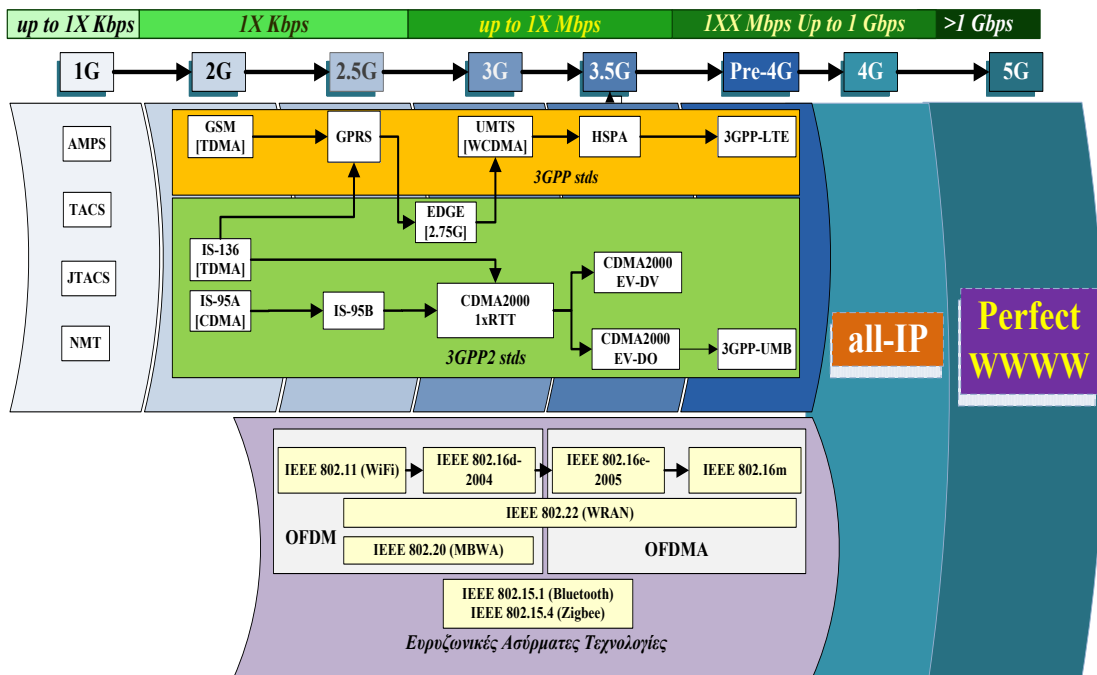 up to 1X Kbps
1X Kbps
up to 1X Mbps
1XX Mbps Up to 1 Gbps
>1 Gbps
1G
2G
2.5G
3G
3.5G
Pre-4G
4G
5G
AMPS
TACS
JTACS
NMT
GSM
[TDMA]
GPRS
UMTS
[WCDMA]
HSPA
3GPP-LTE
3GPP stds
EDGE
[2.75G]
IS-136
[TDMA]
IS-95A
[CDMA]
IS-95B
CDMA2000
1xRTT
CDMA2000
EV-DV
CDMA2000
EV-DO
3GPP-UMB
3GPP2 stds
all-IP
Perfect
WWWW
IEEE 802.11 (WiFi)
IEEE 802.16d-
2004
IEEE 802.16e-
2005
IEEE 802.16m
IEEE 802.22 (WRAN)
OFDM
IEEE 802.20 (MBWA)
OFDMA
IEEE 802.15.1 (Bluetooth)
IEEE 802.15.4 (Zigbee)
Ευρυζωνικές Ασύρματες Τεχνολογίες